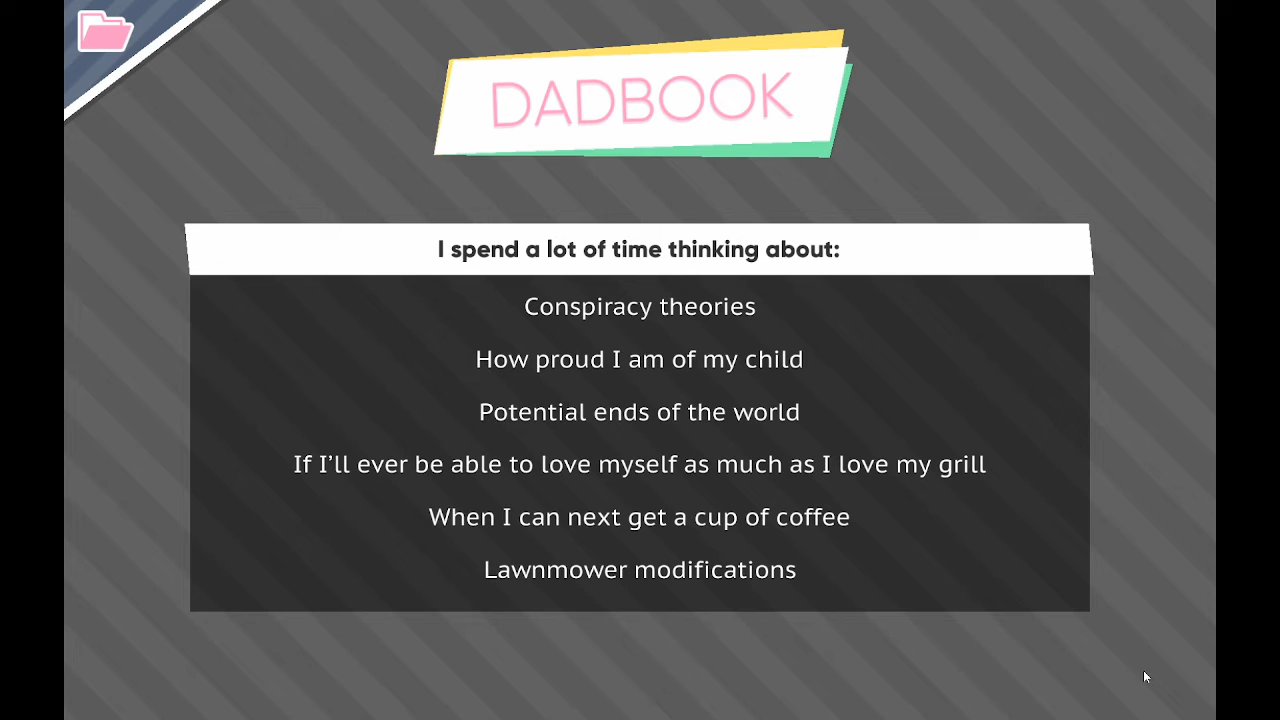 DADBOOK
I spend a lot of time thinking about:
Conspiracy theories
How proud I am of my child
Potential ends of the world
If I’ll ever be able to love myself as much as I love my grill
When I can next get a cup of coffee
Lawnmower modifications